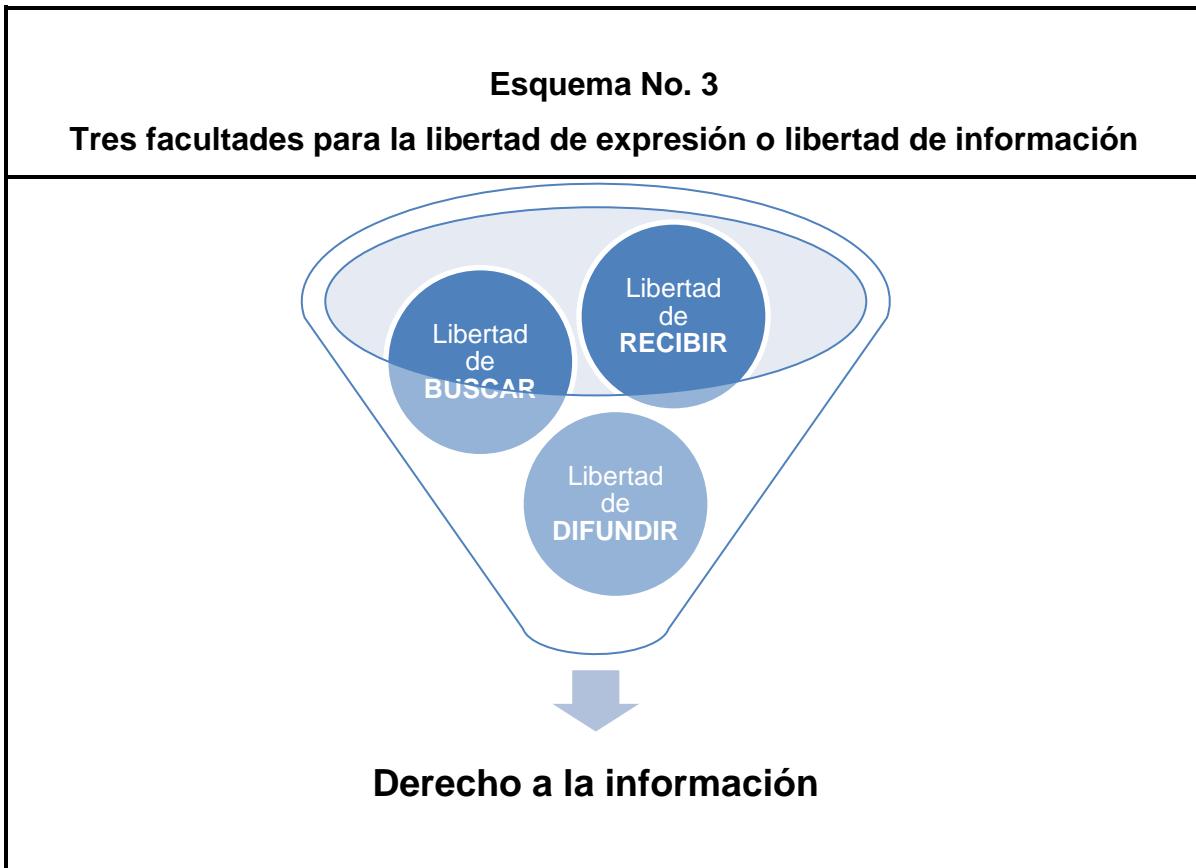 Esquema No. 3
Tres facultades para la libertad de expresión o libertad de información
Libertad
de
BUSCAR
Libertad
de
RECIBIR
Libertad
de
DIFUNDIR
Derecho a la información